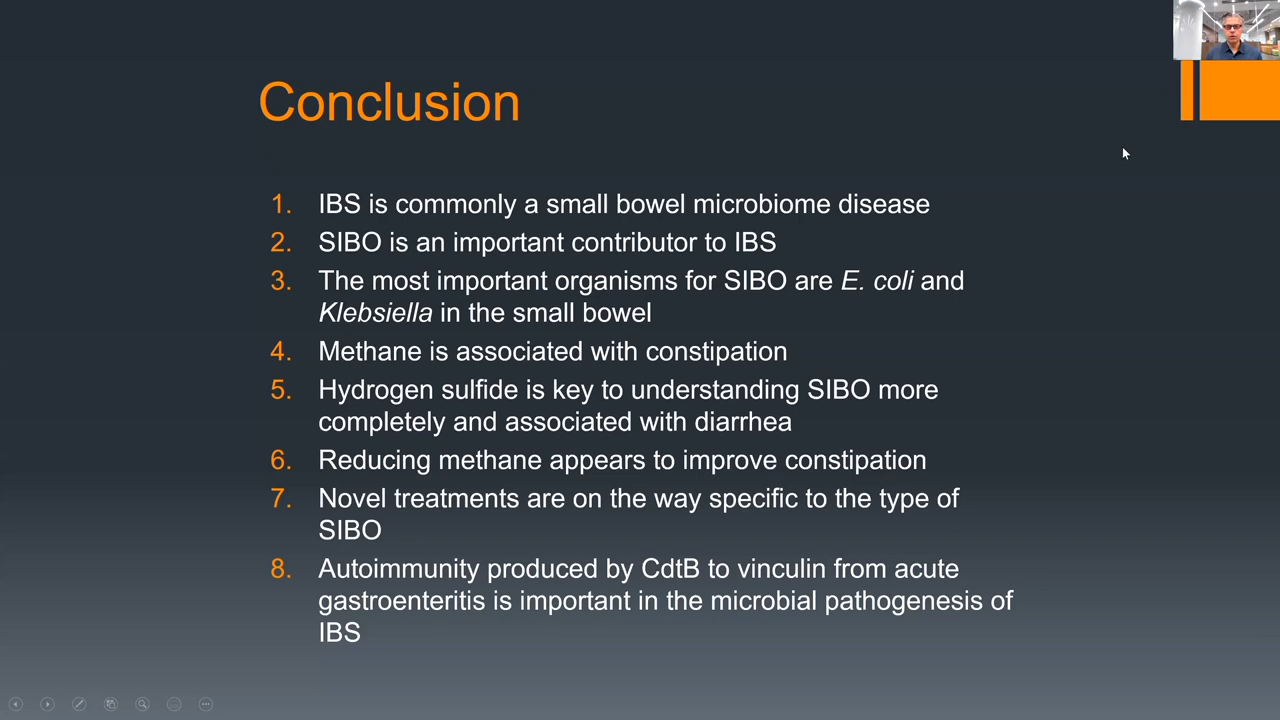 Conclusion
1. IBS is commonly a small bowel microbiome disease
2. SIBO is an important contributor to IBS
3. The most important organisms for SIBO are E. coli and
Klebsiella in the small bowel
4. Methane is associated with constipation
5. Hydrogen sulfide is key to understanding SIBO more
completely and associated with diarrhea
6. Reducing methane appears to improve constipation
7. Novel treatments are on the way specific to the type of
SIBO
8. Autoimmunity produced by CdtB to vinculin from acute
gastroenteritis is important in the microbial pathogenesis of
IBS